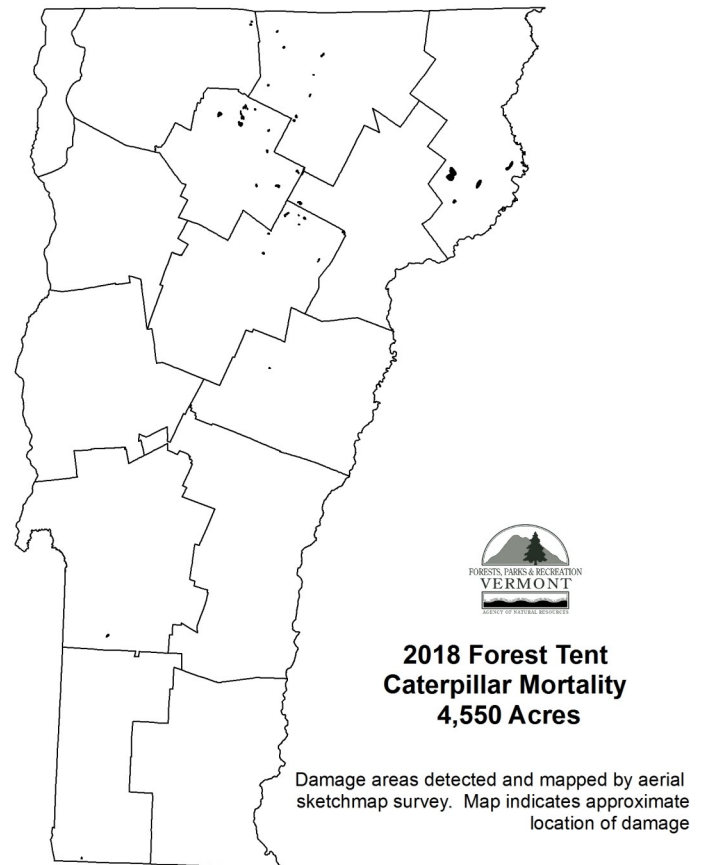 FORESTS, PARKS & RECREATION
VERMONT
AGENCY OF NATURAL RESOURCES
2018 Forest Tent
Caterpillar Mortality
4,550 Acres
Damage areas detected and mapped by aerial
sketchmap survey. Map indicates approximate
location of damage